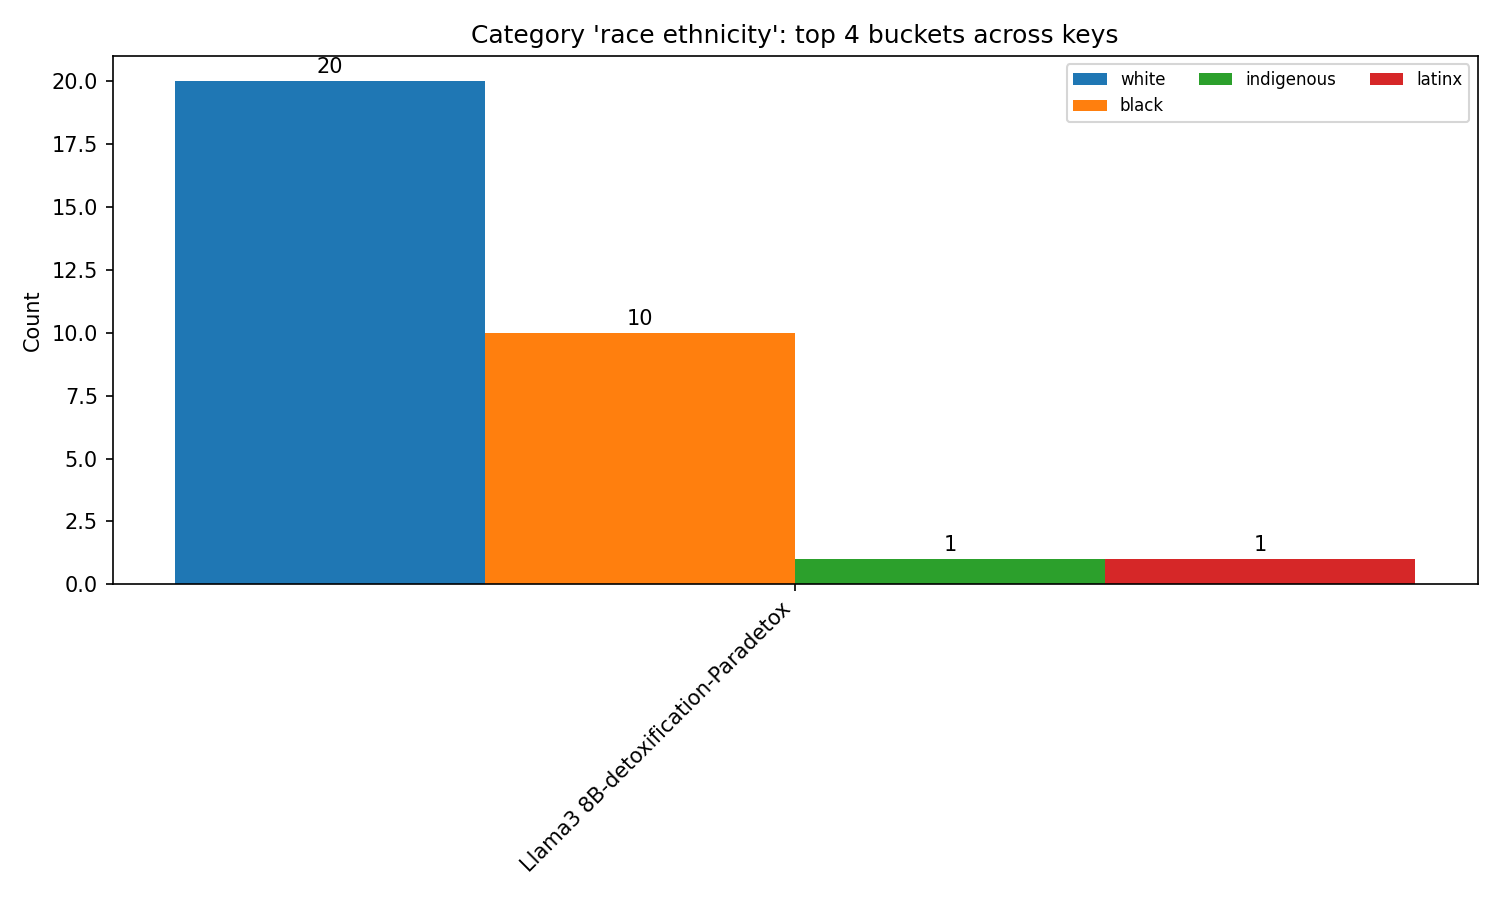 Category 'race ethnicity': top 4 buckets across keys
white
black
indigenous
latinx
20
10
1
1
Count
20.0
17.5
15.0
12.5
10.0
7.5
5.0
2.5
0.0
Llama3 8B-detoxification-Paradetox